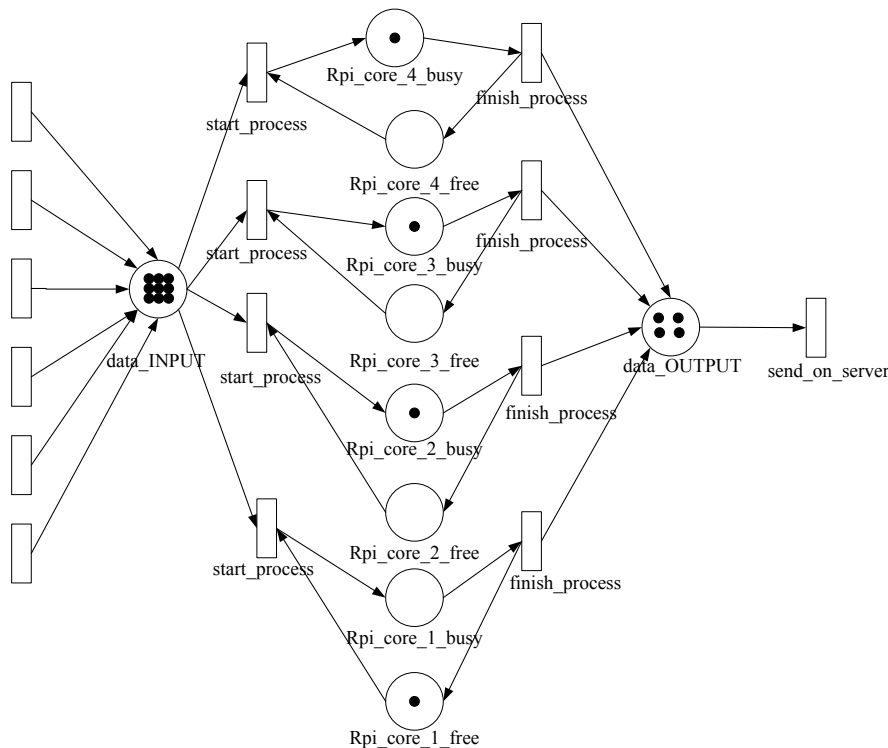 Rpi_core_4_busy
finish_process
start_process
Rpi_core_4_free
finish_process
start_process
Rpi_core_3_busy
data_INPUT
Rpi_core_3_free
data_OUTPUT
send_on_server
start_process
finish_process
Rpi_core_2_busy
Rpi_core_2_free
start_process
finish_process
Rpi_core_1_busy
Rpi_core_1_free